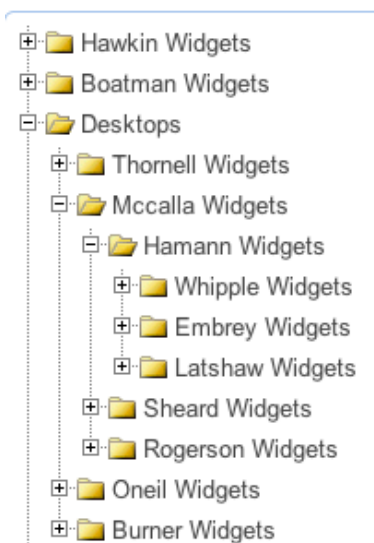 Hawkin Widgets
Boatman Widgets
Desktops
Thornell Widgets
Mccalla Widgets
Hamann Widgets
Whipple Widgets
Embrey Widgets
Latshaw Widgets
Sheard Widgets
Rogerson Widgets
Oneil Widgets
Burner Widgets